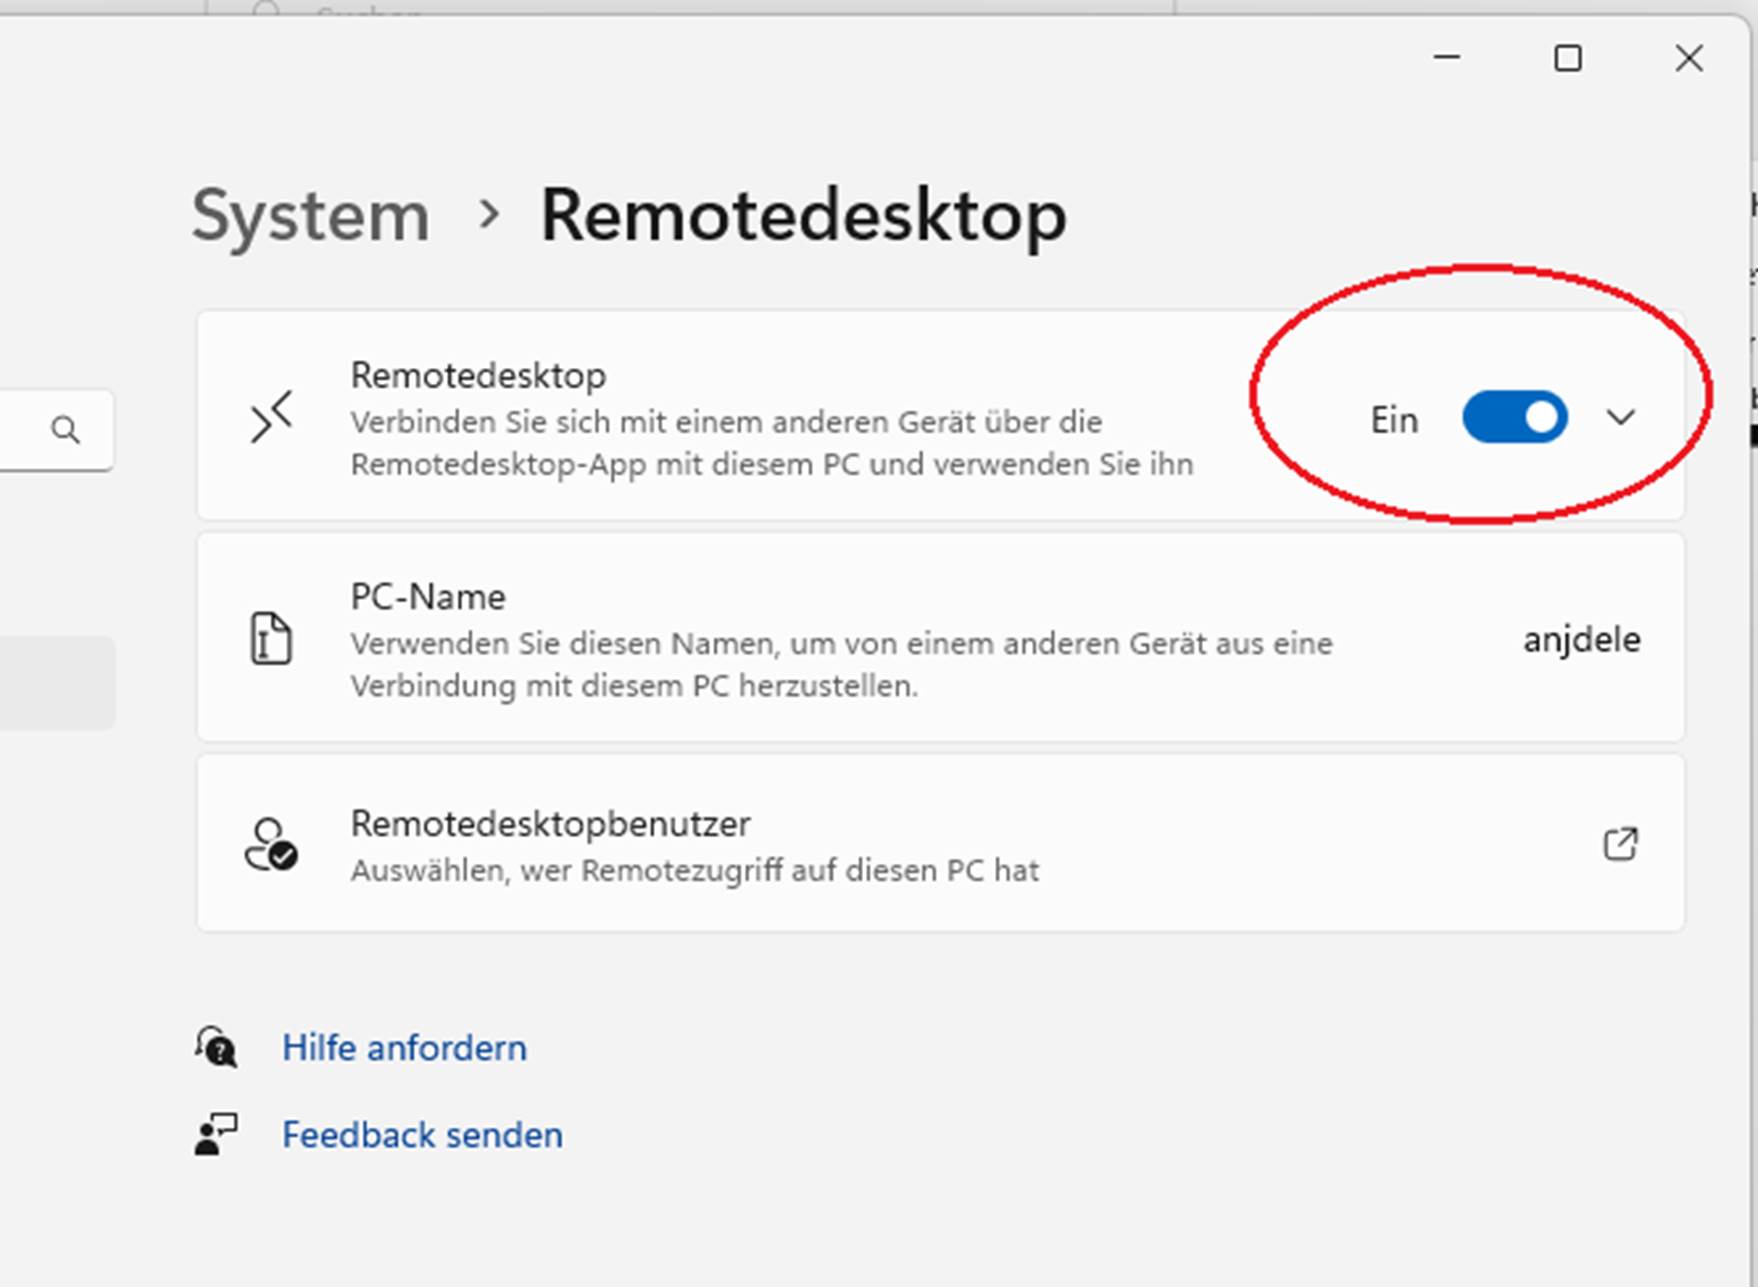 System > Remotedesktop
Remotedesktop
Verbinden Sie sich mit einem anderen Gerät über die
Remotedesktop-App mit diesem PC und verwenden Sie ihn
Ein
PC-Name
Verwenden Sie diesen Namen, um von einem anderen Gerät aus eine
Verbindung mit diesem PC herzustellen.
anjdele
Remotedesktopbenutzer
Auswählen, wer Remotezugriff auf diesen PC hat
Hilfe anfordern
Feedback senden